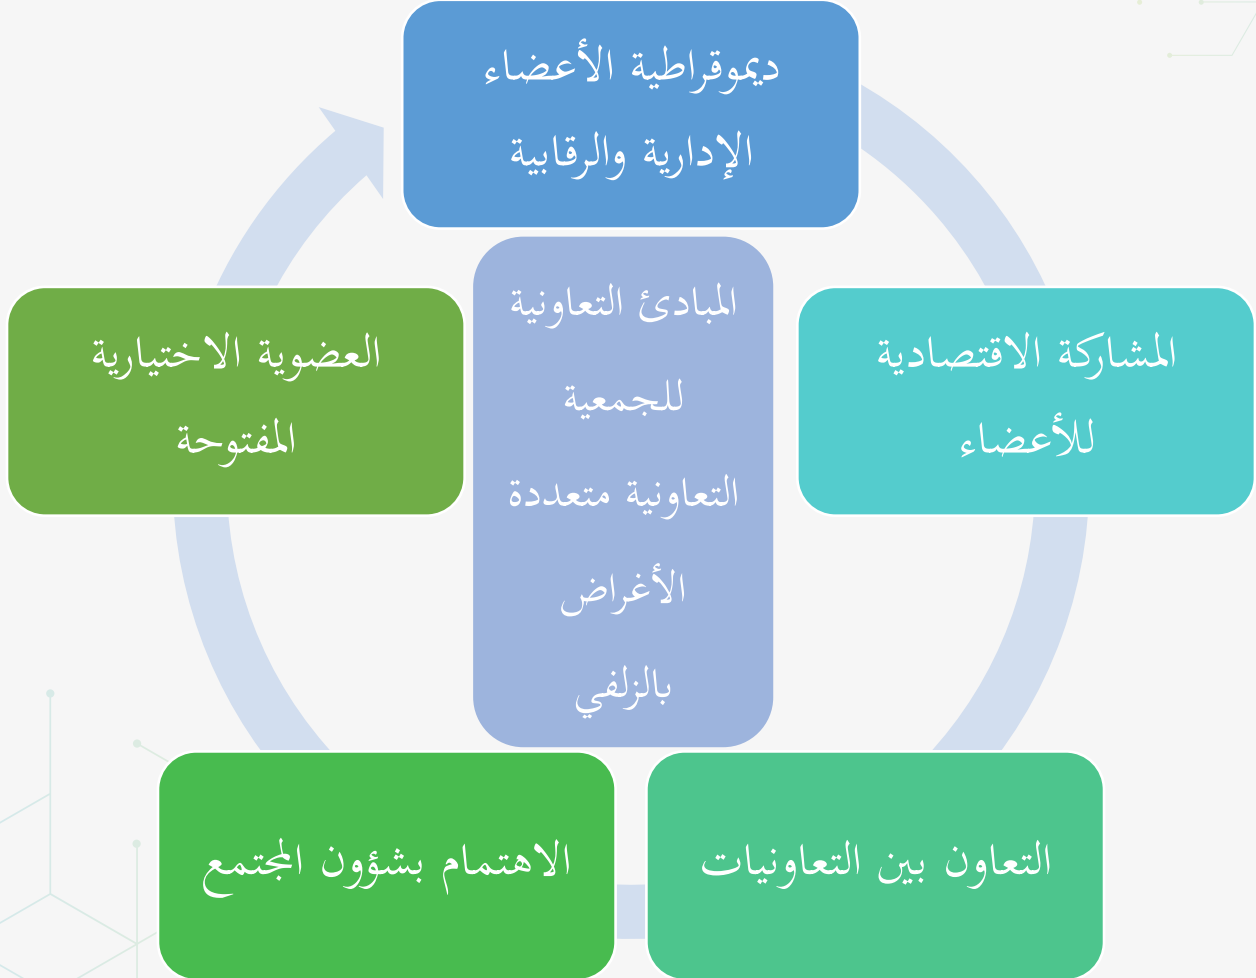 ديموقراطية الأعضاء
الإدارية والرقابية
المشاركة الاقتصادية
للأعضاء
التعاون بين التعاونيات
الاهتمام بشؤون المجتمع
العضوية الاختيارية
المفتوحة
المبادئ التعاونية
للجمعية
التعاونية متعددة
الأغراض
بالزلفي